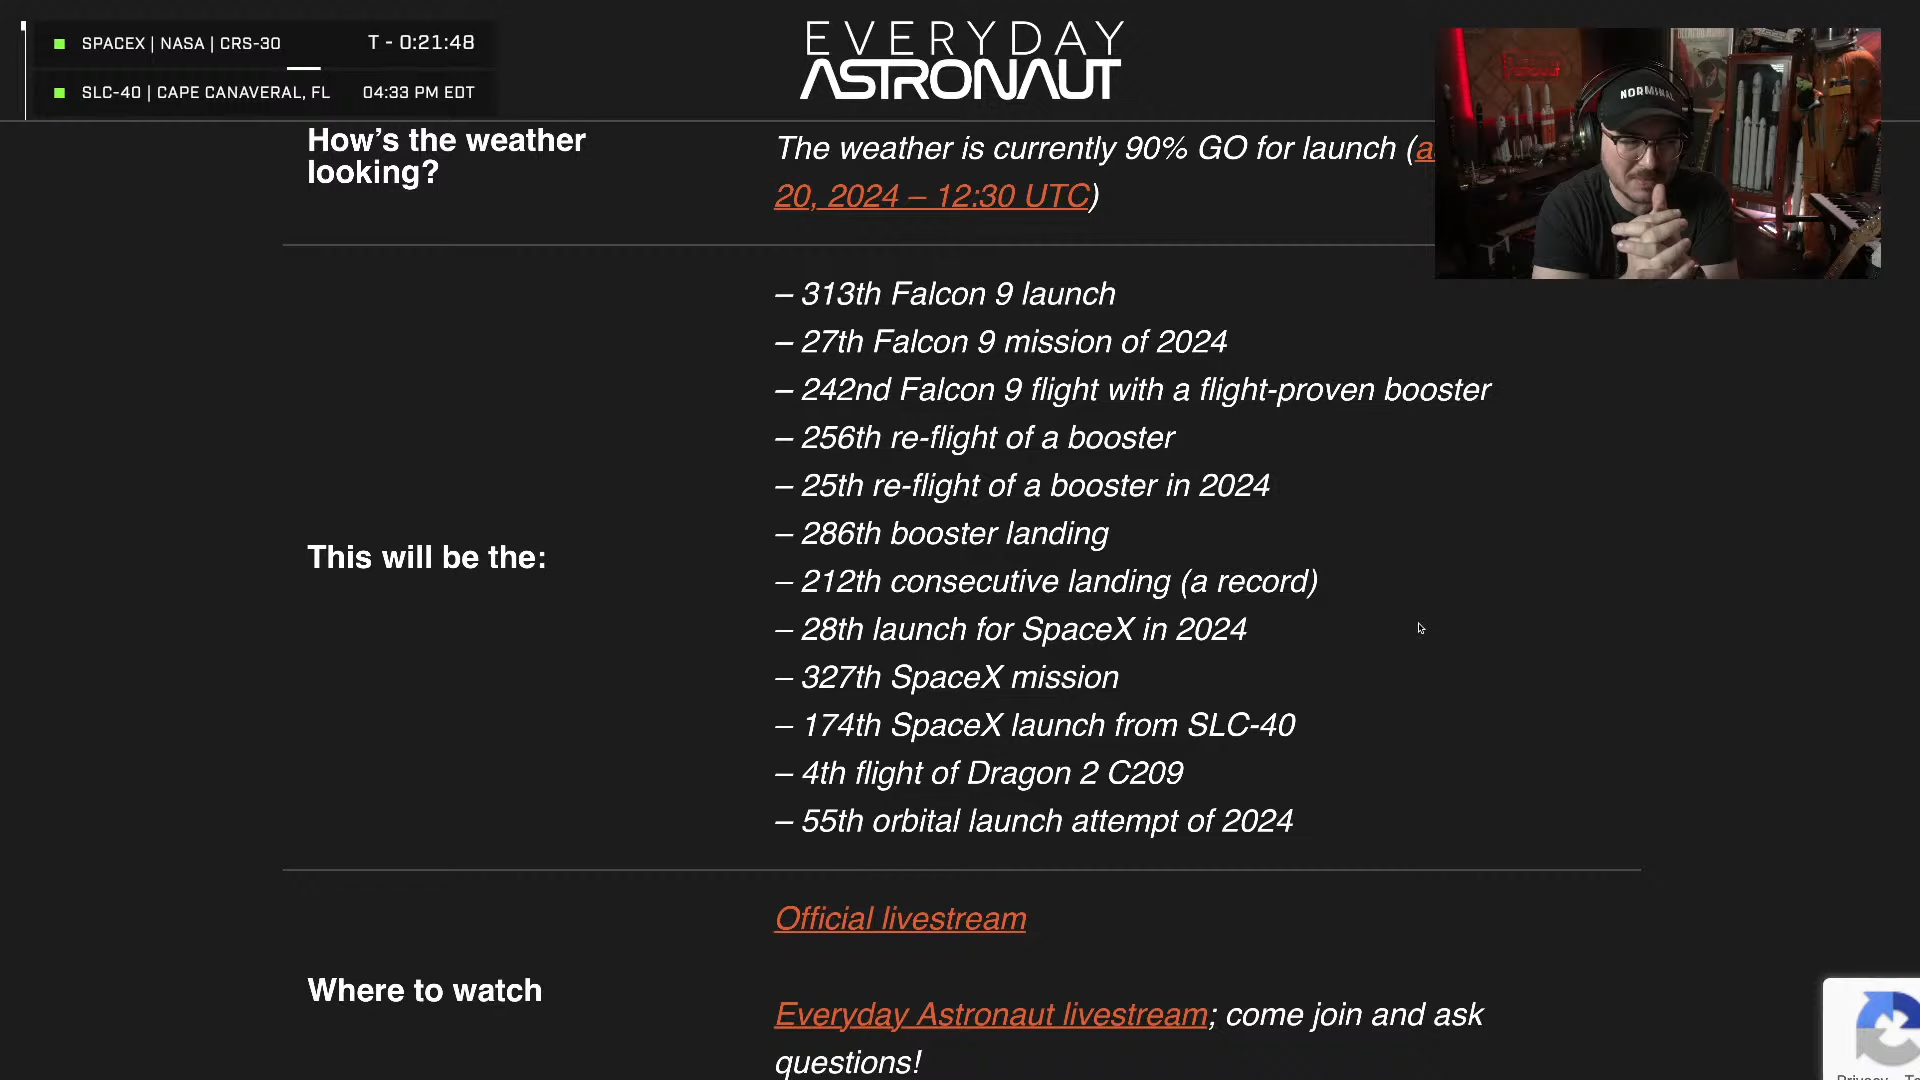 SPACEX | NASA | CRS-30 T - 0:21:48
SLC-40 | CAPE CANAVERAL, FL 04:33 PM EDT
EVERYDAY
ASTRONAUT
NORMINAL
How’s the weather
looking?
The weather is currently 90% GO for launch (
20, 2024 – 12:30 UTC)
This will be the:
– 313th Falcon 9 launch
– 27th Falcon 9 mission of 2024
– 242nd Falcon 9 flight with a flight-proven booster
– 256th re-flight of a booster
– 25th re-flight of a booster in 2024
– 286th booster landing
– 212th consecutive landing (a record)
– 28th launch for SpaceX in 2024
– 327th SpaceX mission
– 174th SpaceX launch from SLC-40
– 4th flight of Dragon 2 C209
– 55th orbital launch attempt of 2024
Where to watch
Official livestream
Everyday Astronaut livestream; come join and ask
questions!